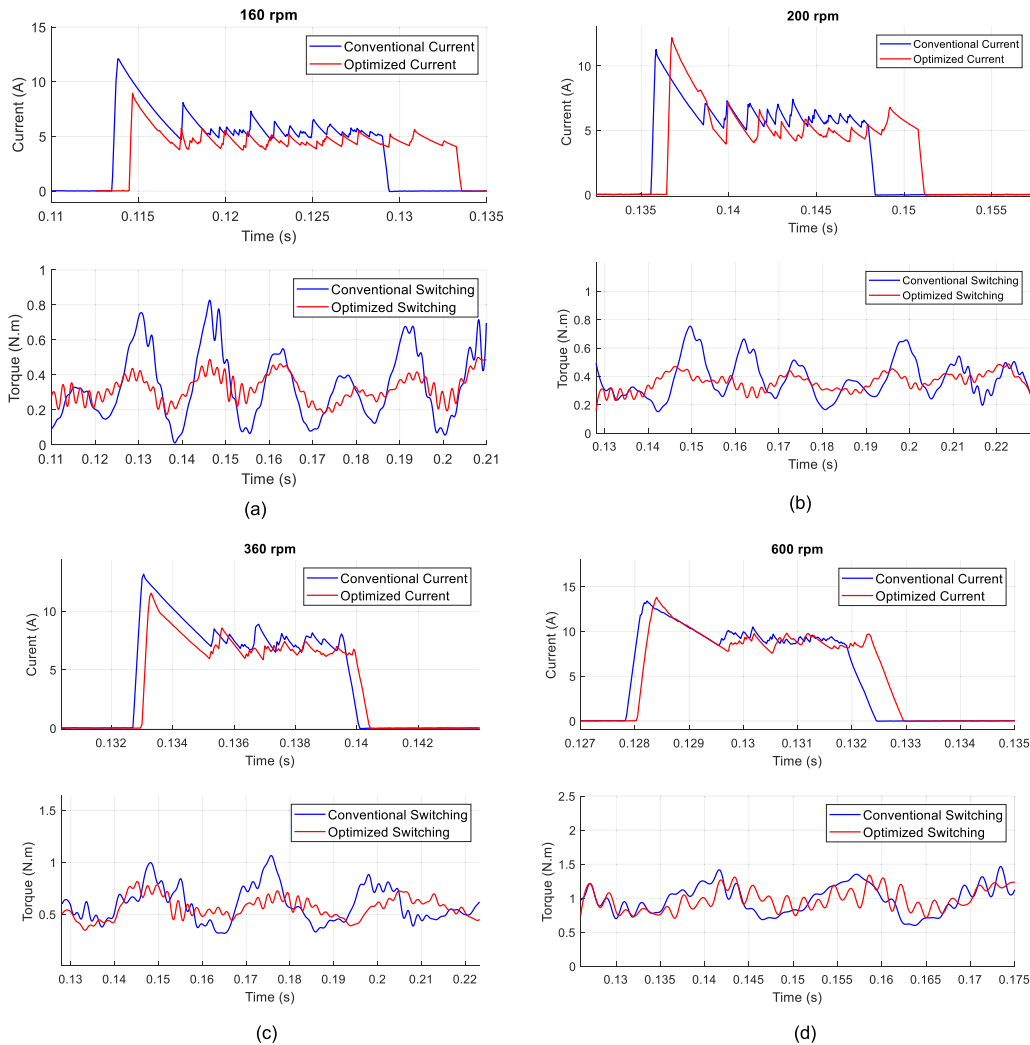 160 rpm
Current (A)
15
10
5
0
Conventional Current
Optimized Current
0.11 0.115 0.12 0.125 0.13 0.135
Time (s)
Torque (N.m)
1
0.8
0.6
0.4
0.2
0
Conventional Switching
Optimized Switching
0.11 0.12 0.13 0.14 0.15 0.16 0.17 0.18 0.19 0.2 0.21
Time (s)
(a)
200 rpm
Current (A)
10
5
0
Conventional Current
Optimized Current
0.135 0.14 0.145 0.15 0.155
Time (s)
Torque (N.m)
1
0.8
0.6
0.4
0.2
0
Conventional Switching
Optimized Switching
0.13 0.14 0.15 0.16 0.17 0.18 0.19 0.2 0.21 0.22
Time (s)
(b)
360 rpm
Curent (A)
10
5
0
Conventional Current
Optimized Current
0.132 0.134 0.136 0.138 0.14 0.142
Time (s)
Torque (N.m)
1.5
1
0.5
0
Conventional Switching
Optimized Switching
0.13 0.14 0.15 0.16 0.17 0.18 0.19 0.2 0.21 0.22
Time (s)
(c)
600 rpm
Current (A)
15
10
5
0
Conventional Current
Optimized Current
0.127 0.128 0.129 0.13 0.131 0.132 0.133 0.134 0.135
Time (s)
Torque (N.m)
2.5
2
1.5
1
0.5
0
Conventional Switching
Optimized Switching
0.13 0.135 0.14 0.145 0.15 0.155 0.16 0.165 0.17 0.175
Time (s)
(d)